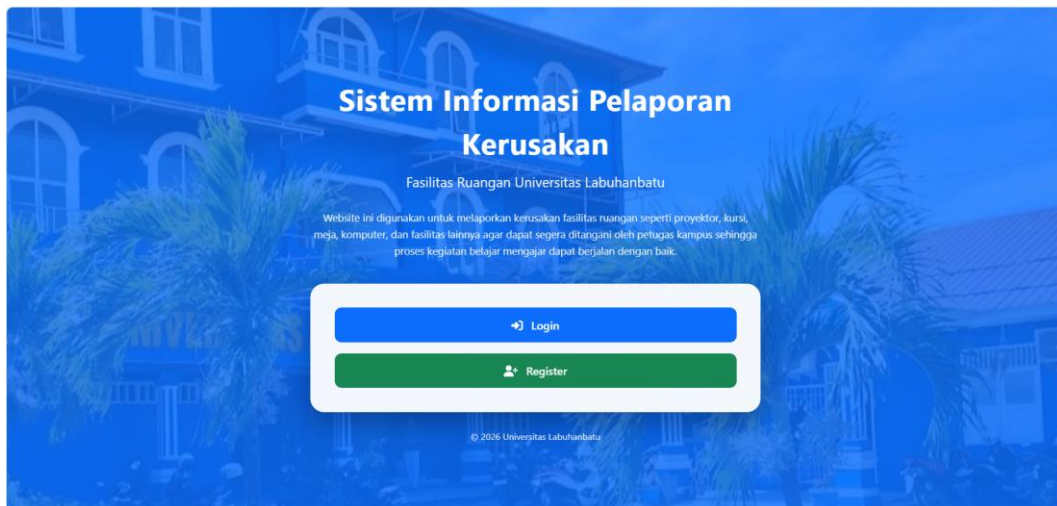 Sistem Informasi Pelaporan
Kerusakan
Fasilitas Ruangan Universitas Labuhanbatu
Website ini digunakan untuk melaporkan kerusakan fasilitas ruangan seperti proyektor, kursi,
meja, komputer, dan fasilitas lainnya agar dapat segera ditangani oleh petugas kampus sehingga
proses kegiatan belajar mengajar dapat berjalan dengan baik.
Login
Register
© 2026 Universitas Labuhanbatu